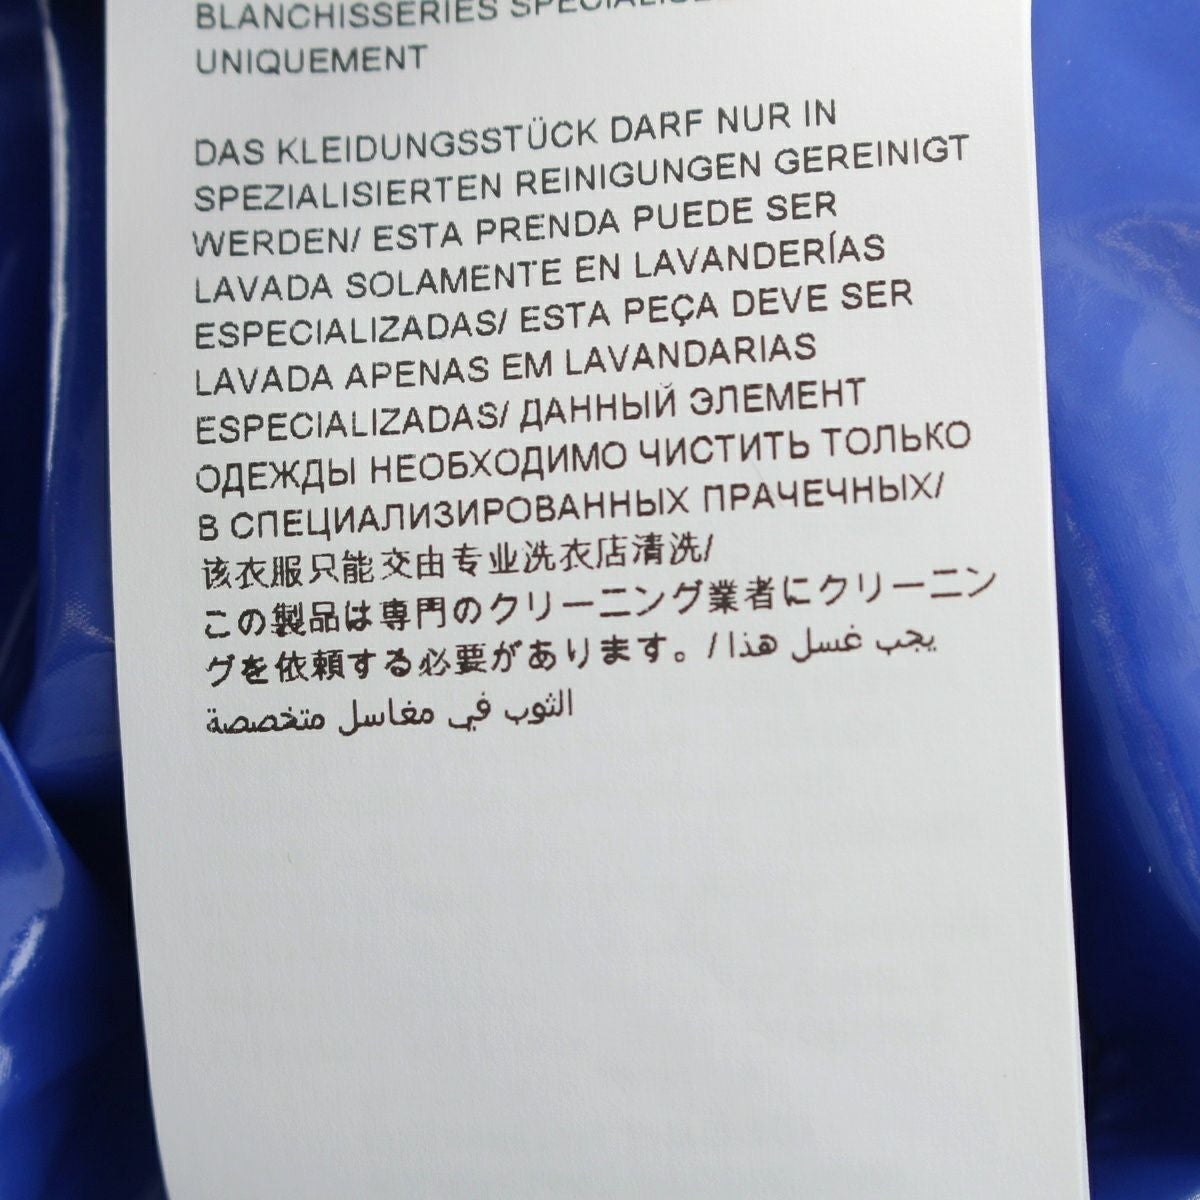 BLANCHISSERIES
UNIQUEMENT
DAS KLEIDUNGSSTÜCK DARF NUR IN
SPEZIALISIERTEN REINIGUNGEN GEREINIGT
WERDEN/ ESTA PRENDA PUEDE SER
LAVADA SOLAMENTE EN LAVANDERÍAS
ESPECIALIZADAS/ ESTA PEÇA DEVE SER
LAVADA APENAS EM LAVANDARIAS
ESPECIALIZADAS/ ДАННЫЙ ЭЛЕМЕНТ
ОДЕЖДЫ НЕОБХОДИМО ЧИСТИТЬ ТОЛЬКО
В СПЕЦИАЛИЗИРОВАННЫХ ПРАЧЕЧНЫХ/
该衣服只能交由专业洗衣店清洗/
この製品は専門のクリーニング業者にクリーニン
グを依頼する必要があります。/ يجب غسل هذا
الثوب في مغاسل متخصصة